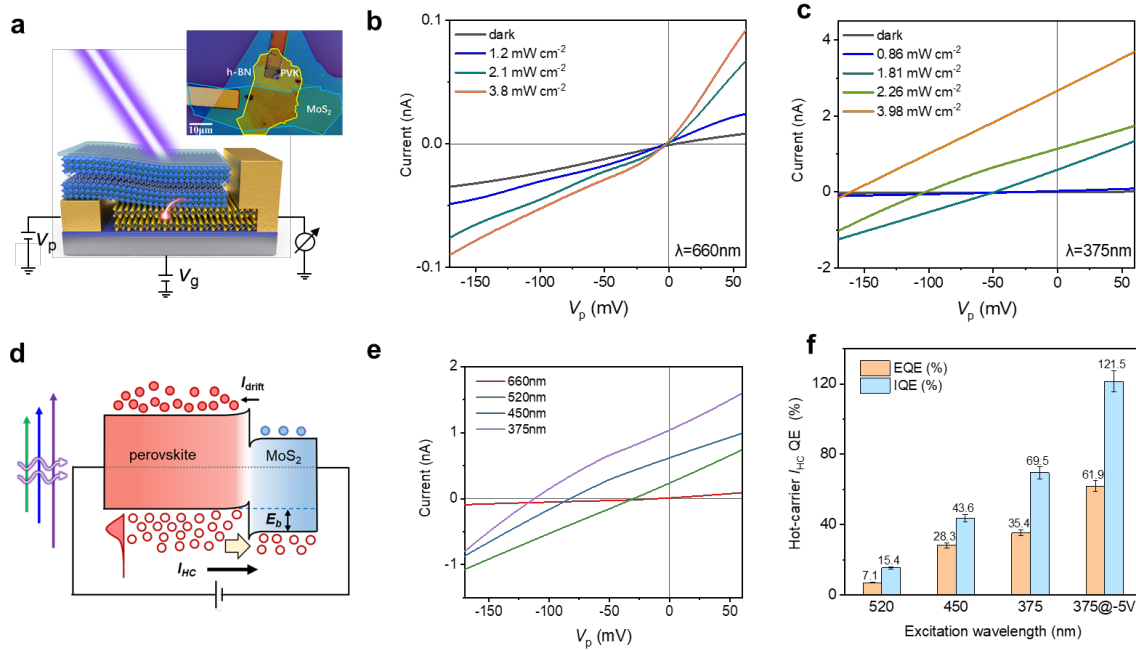 a
h-BN
PVK
MoS2
10μm
Vp
Vg
b
dark
1.2 mW cm-2
2.1 mW cm-2
3.8 mW cm-2
0.1
0.0
-0.1
Current (nA)
-150 -100 -50 0 50
Vp (mV)
λ=660nm
c
dark
0.86 mW cm-2
1.81 mW cm-2
2.26 mW cm-2
3.98 mW cm-2
4
2
0
-2
Current (nA)
-150 -100 -50 0 50
Vp (mV)
λ=375nm
d
Idrift
perovskite
MoS2
Eb
IHC
e
660nm
520nm
450nm
375nm
2
1
0
-1
Current (nA)
-150 -100 -50 0 50
Vp (mV)
f
EQE (%)
IQE (%)
120
80
40
0
Hot-carrier IHC QE (%)
7.1
15.4
28.3
43.6
35.4
69.5
61.9
121.5
520 450 375 375@-5V
Excitation wavelength (nm)